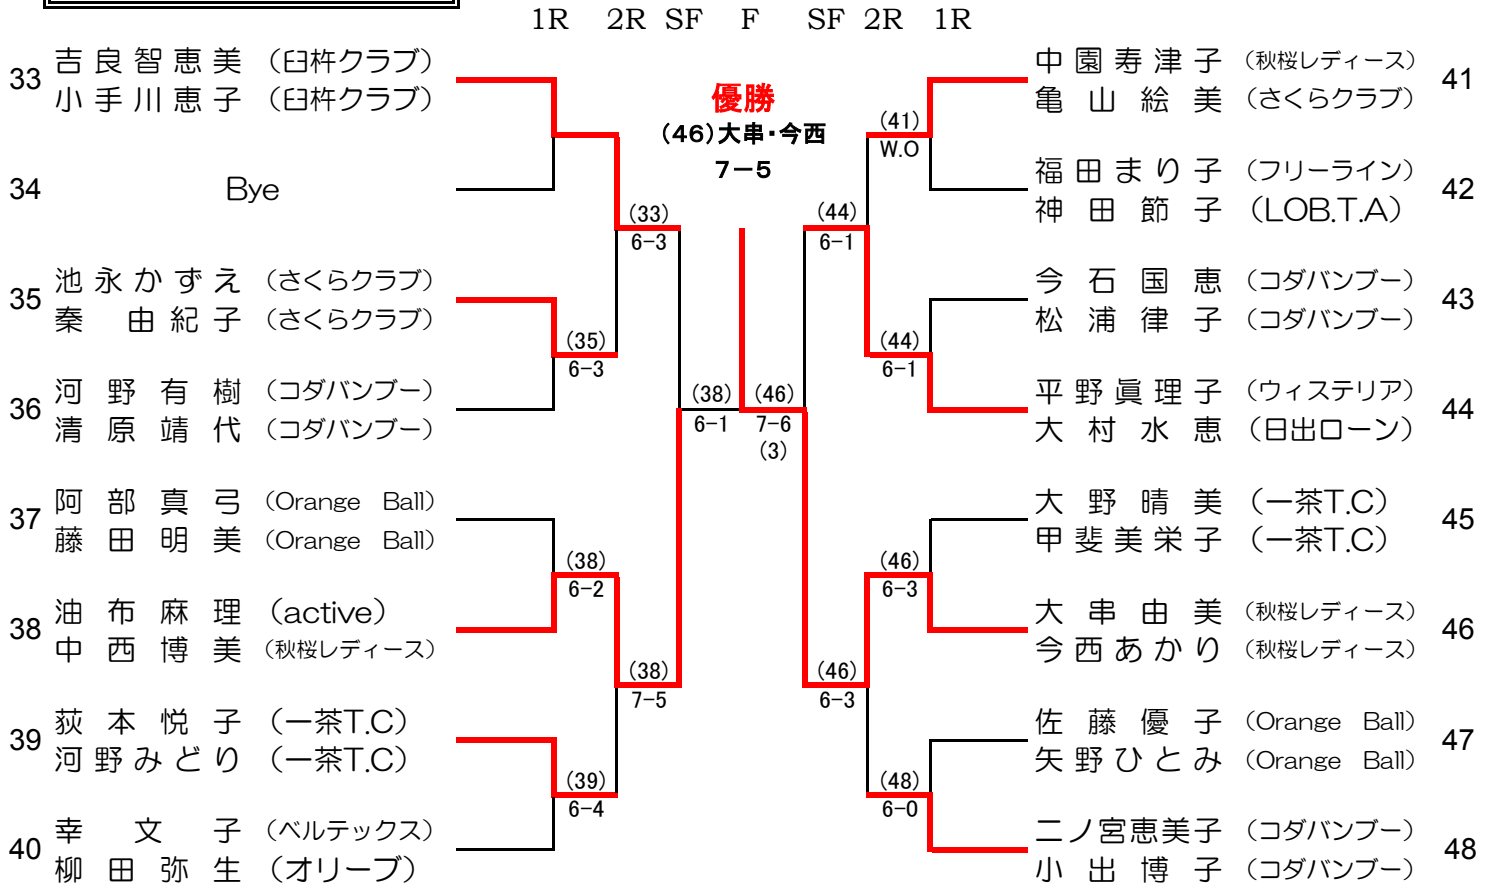 1R 2R SF F SF 2R 1R
33 吉良智恵美 (臼杵クラブ)
小手川恵子 (臼杵クラブ)
34 Bye
35 池永かずえ (さくらクラブ)
秦 由紀子 (さくらクラブ)
36 河野有樹 (コダバンブー)
清原靖代 (コダバンブー)
37 阿部真弓 (Orange Ball)
藤田明美 (Orange Ball)
38 油布麻理 (active)
中西博美 (秋桜レディース)
39 荻本悦子 (一茶T.C)
河野みどり (一茶T.C)
40 幸文子 (ベルテックス)
柳田弥生 (オリーブ)
(33)
6-3
(35)
6-3
(38)
6-2
(38)
7-5
(39)
6-4
(38)
6-1
優勝
(46)大串・今西
7-5
(46)
7-6
(3)
(41)
W.O
(44)
6-1
(44)
6-1
(46)
6-3
(46)
6-3
(48)
6-0
中園寿津子 (秋桜レディース) 41
亀山絵美 (さくらクラブ)
福田まり子 (フリーライン) 42
神田節子 (LOB.T.A)
今石国恵 (コダバンブー) 43
松浦律子 (コダバンブー)
平野眞理子 (ウィステリア) 44
大村水恵 (日出ローン)
大野晴美 (一茶T.C) 45
甲斐美栄子 (一茶T.C)
大串由美 (秋桜レディース) 46
今西あかり (秋桜レディース)
佐藤優子 (Orange Ball) 47
矢野ひとみ (Orange Ball)
二ノ宮恵美子 (コダバンブー) 48
小出博子 (コダバンブー)